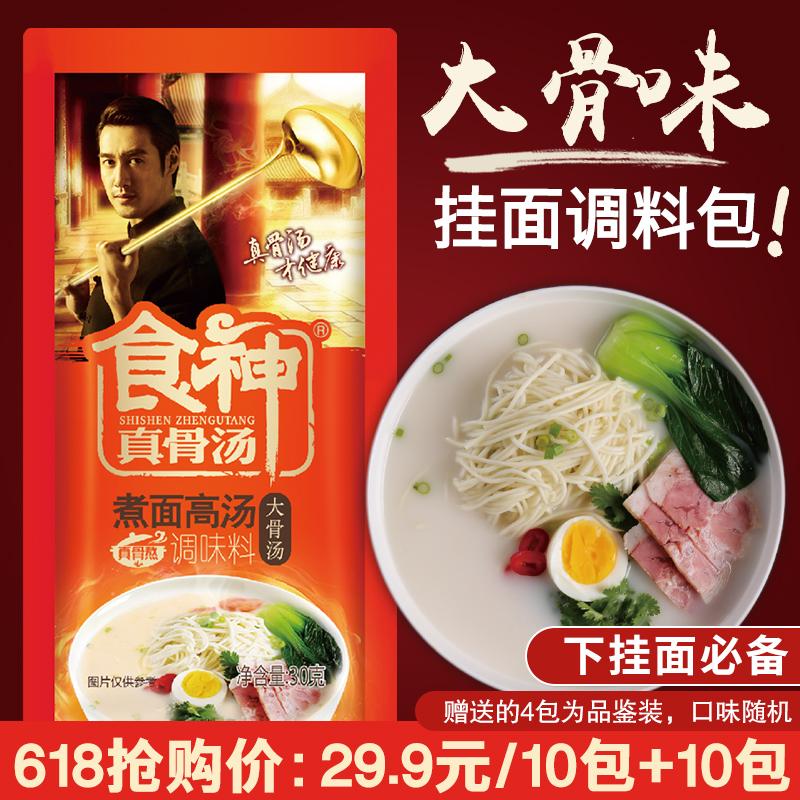 大骨味
挂面调料包!
真骨汤
才健康
食神®
SHISHEN ZHENGUTANG
真骨汤
煮面高汤
大骨汤
真骨熬
调味料
图片仅供参考
净含量:30克
下挂面必备
赠送的4包为品鉴装，口味随机
618抢购价：29.9元/10包+10包